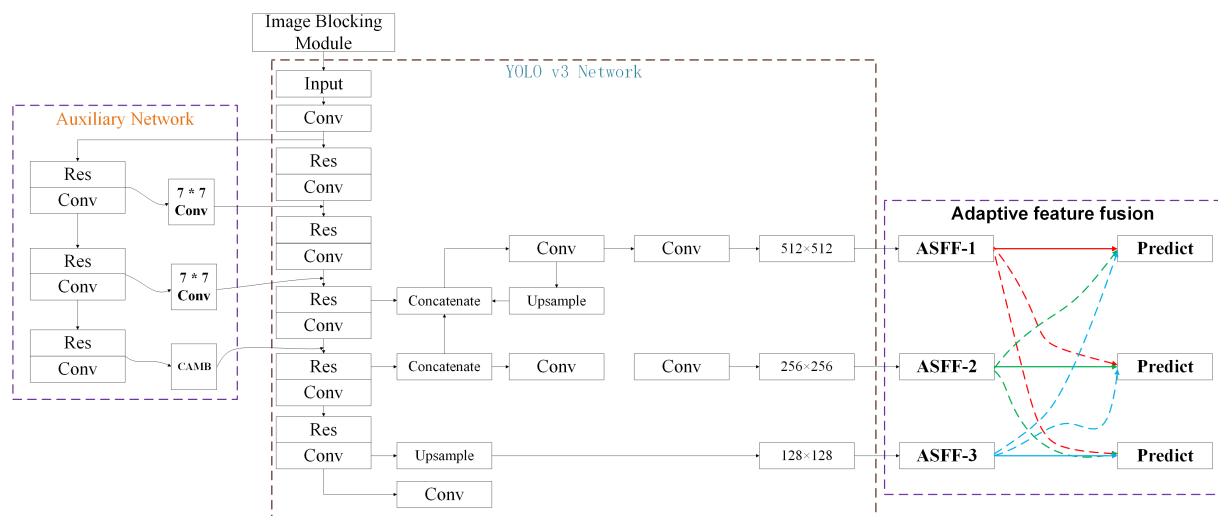 Image Blocking
Module
YOLO v3 Network
Input
Conv
Auxiliary Network
Res
Conv
7 * 7
Conv
Res
Conv
7 * 7
Conv
Res
Conv
CAMB
Res
Conv
Res
Conv
Res
Conv
Res
Conv
Res
Conv
Conv
Conv
512×512
Concatenate
Upsample
Concatenate
Conv
Conv
256×256
Upsample
128×128
Conv
Adaptive feature fusion
ASFF-1
Predict
ASFF-2
Predict
ASFF-3
Predict